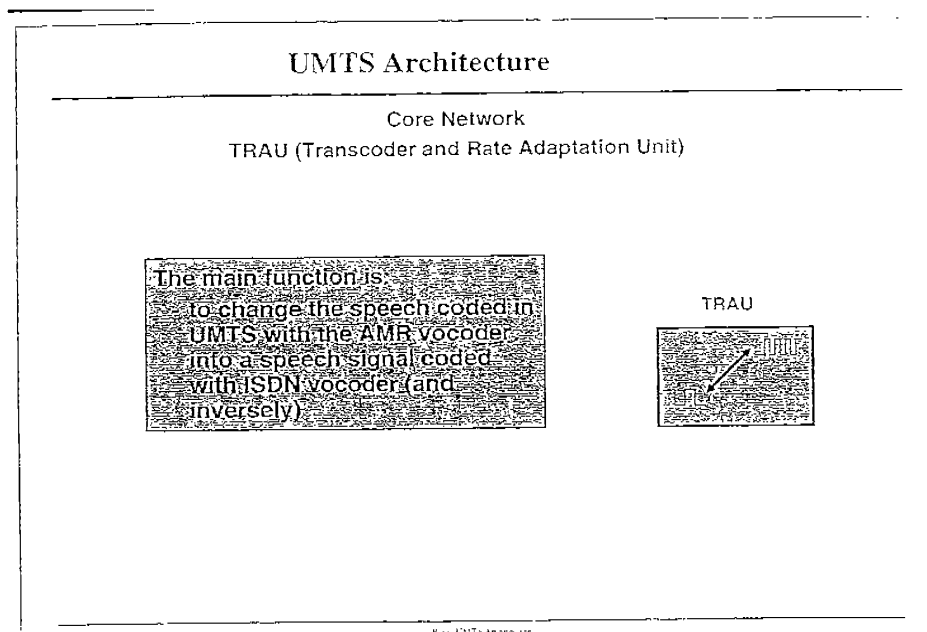 UMTS Architecture
Core Network
TRAU (Transcoder and Rate Adaptation Unit)
The main function is:
to change the speech coded in
UMTS with the AMR vocoder
into a speech signal coded
with ISDN vocoder (and
inversely)
TRAU